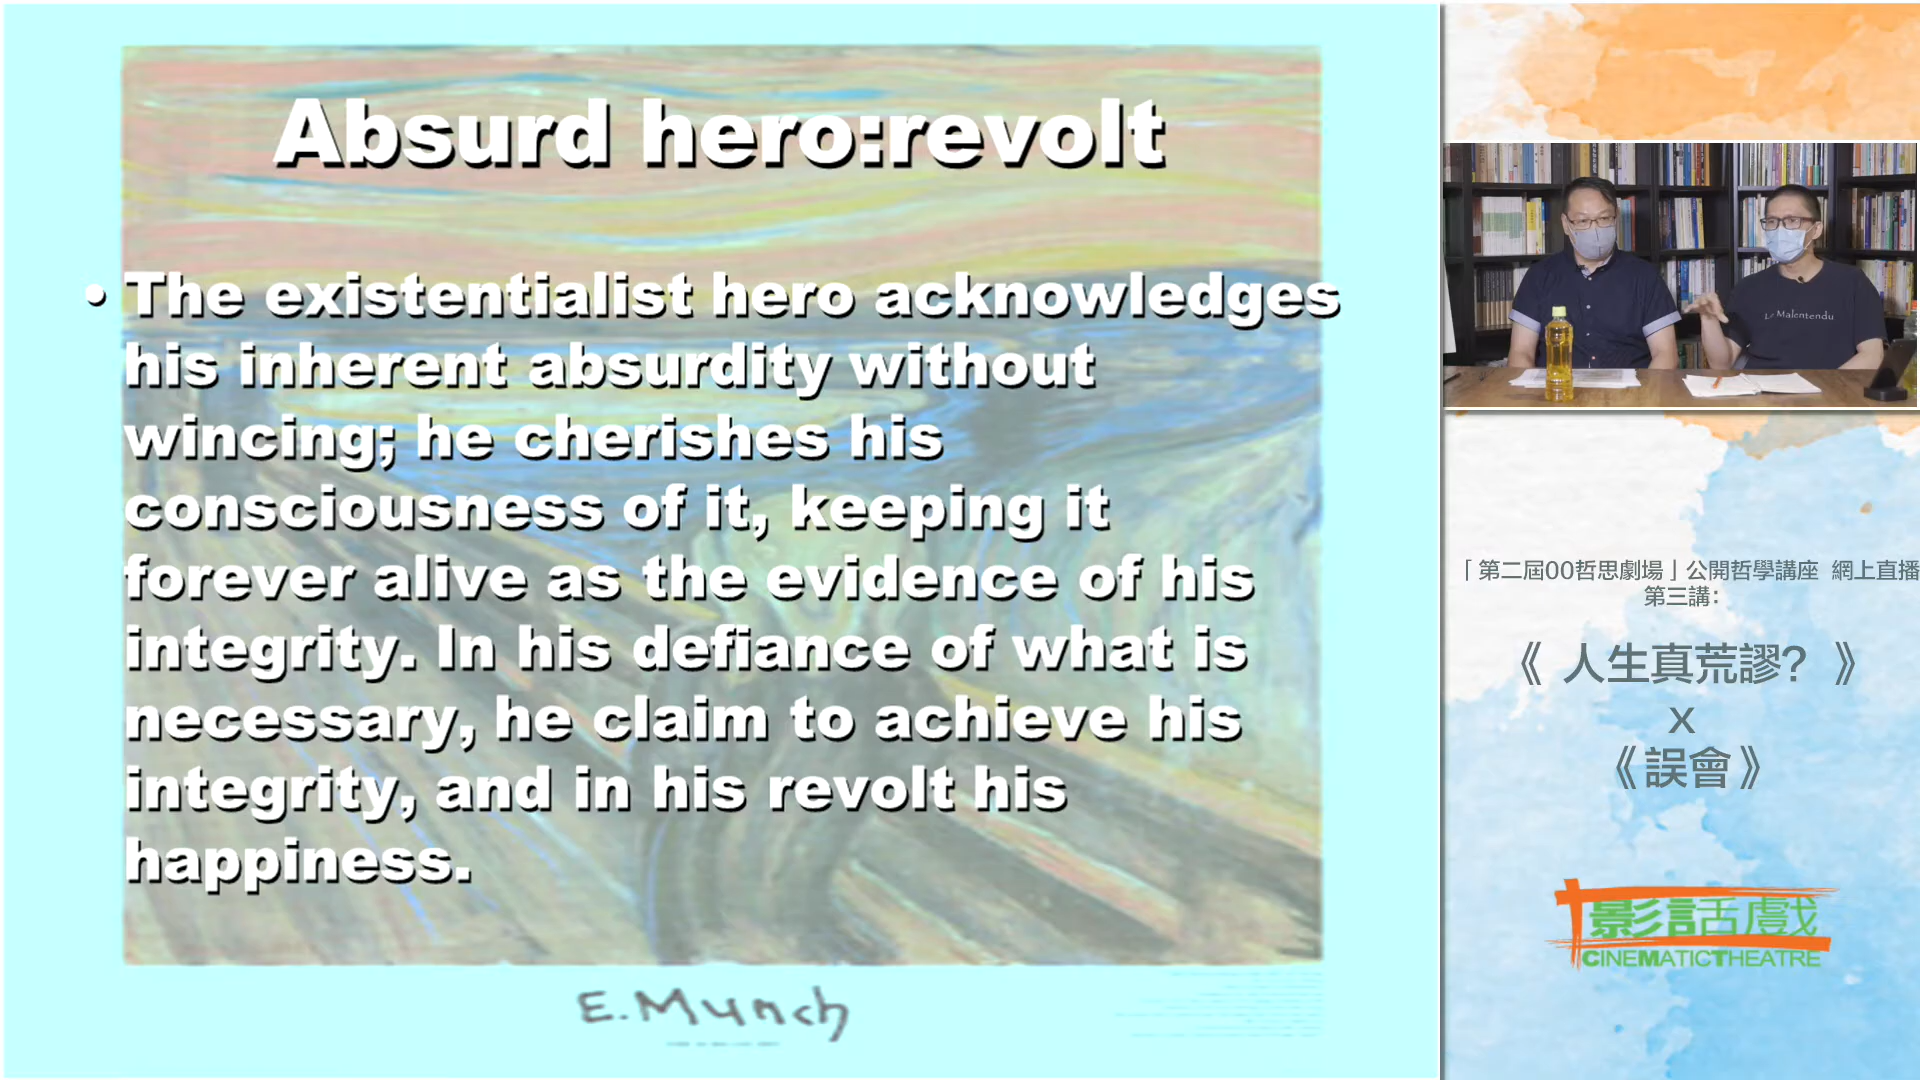 Absurd hero:revolt
• The existentialist hero acknowledges
his inherent absurdity without
wincing; he cherishes his
consciousness of it, keeping it
forever alive as the evidence of his
integrity. In his defiance of what is
necessary, he claim to achieve his
integrity, and in his revolt his
happiness.
E.Munch
Le Malentendu
「第二屆OO哲思劇場」公開哲學講座 網上直播
第三講:
《 人生真荒謬? 》
x
《誤會》
影話戲
CINEMATICTHEATRE